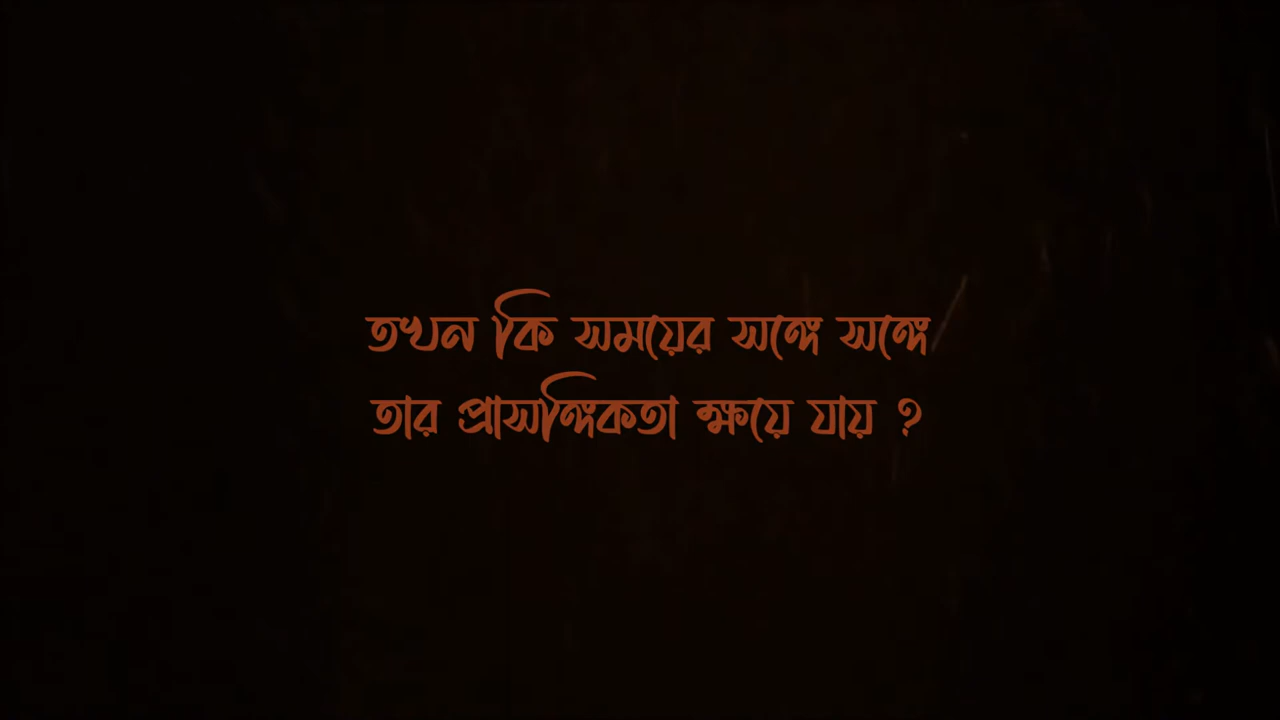 তখন কি সময়ের সঙ্গে সঙ্গে
তার প্রাসঙ্গিকতা ক্ষয়ে যায় ?